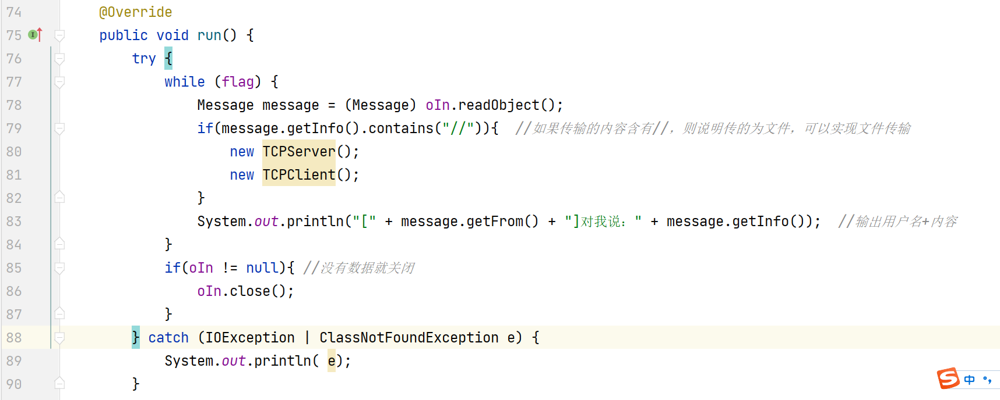 74 @Override
75 public void run() {
76 try {
77 while (flag) {
78 Message message = (Message) oIn.readObject();
79 if(message.getInfo().contains("//")){ //如果传输的内容含有//，则说明传的为文件，可以实现文件传输
80 new TCPServer();
81 new TCPClient();
82 }
83 System.out.println("[" + message.getFrom() + "]对我说：" + message.getInfo()); //输出用户名+内容
84 }
85 if(oIn != null){ //没有数据就关闭
86 oIn.close();
87 }
88 } catch (IOException | ClassNotFoundException e) {
89 System.out.println( e);
90 }
S 中 °，